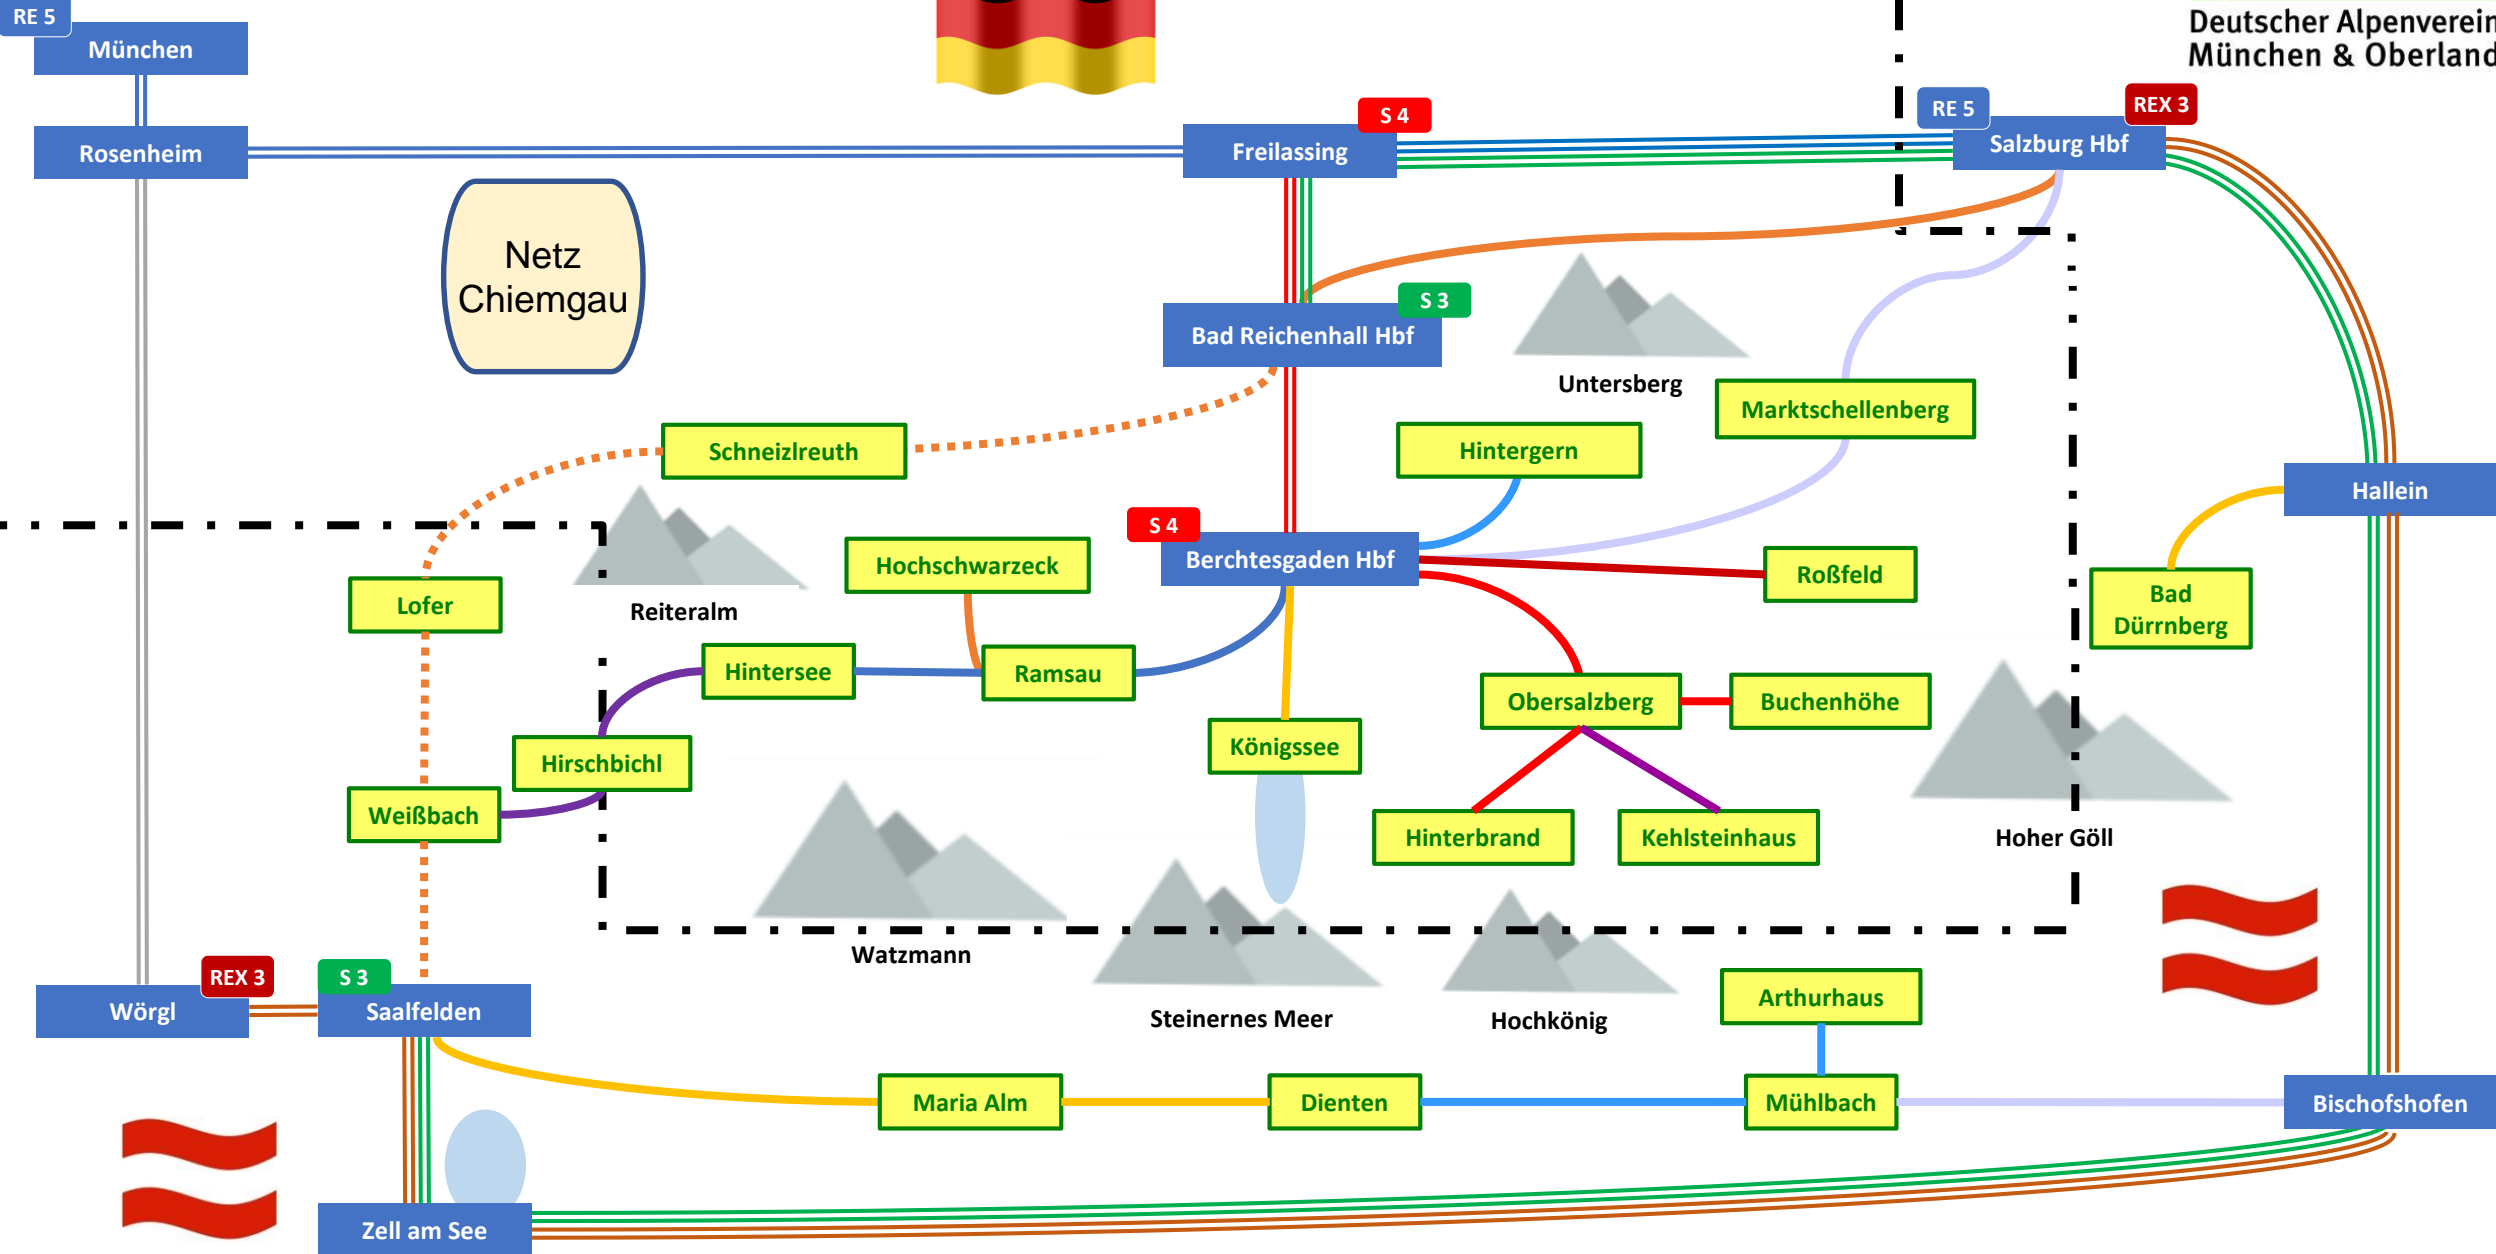 RE 5
München
Deutscher Alpenverein
München & Oberland
S 4
RE 5
REX 3
Rosenheim
Freilassing
Salzburg Hbf
Netz
Chiemgau
S 3
Bad Reichenhall Hbf
Untersberg
Marktschellenberg
Schneizlreuth
Hintergern
Hallein
S 4
Berchtesgaden Hbf
Hochschwarzeck
Roßfeld
Bad
Dürrnberg
Lofer
Reiteralm
Hintersee
Ramsau
Obersalzberg
Buchenhöhe
Königssee
Hirschbichl
Weißbach
Hinterbrand
Kehlsteinhaus
Hoher Göll
Watzmann
REX 3
S 3
Wörgl
Saalfelden
Steinernes Meer
Hochkönig
Arthurhaus
Maria Alm
Dienten
Mühlbach
Bischofshofen
Zell am See